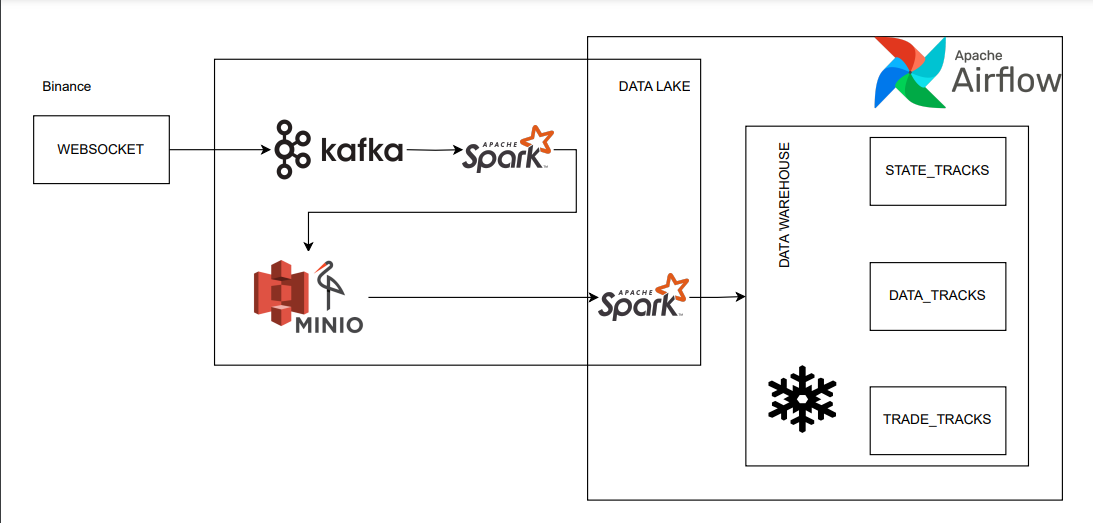 Binance
WEBSOCKET
kafka
APACHE
Spark
DATA LAKE
Apache
Airflow
MINIO
APACHE
Spark
DATA WAREHOUSE
STATE_TRACKS
DATA_TRACKS
TRADE_TRACKS